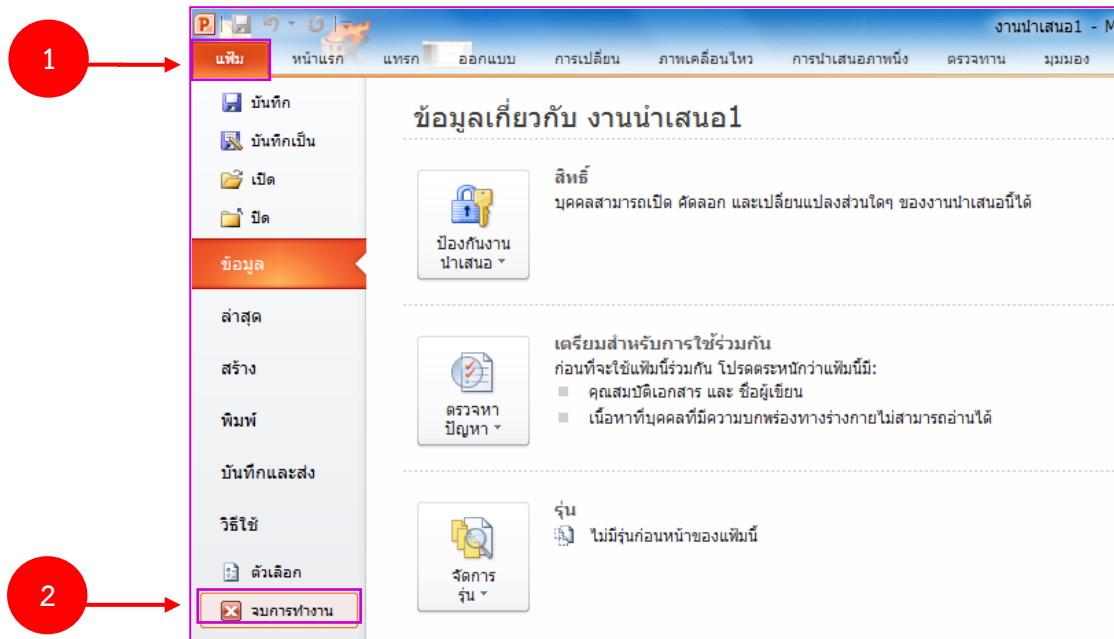 งานนำเสนอ1 - M
1
แฟ้ม หน้าแรก แทรก ออกแบบ การเปลี่ยน ภาพเคลื่อนไหว การนำเสนอภาพนิ่ง ตรวจทาน มุมมอง
บันทึก
บันทึกเป็น
เปิด
ปิด
ข้อมูล
ล่าสุด
สร้าง
พิมพ์
บันทึกและส่ง
วิธีใช้
ตัวเลือก
2
จบการทำงาน
ข้อมูลเกี่ยวกับ งานนำเสนอ1
ป้องกันงาน
นำเสนอ
สิทธิ์
บุคคลสามารถเปิด คัดลอก และเปลี่ยนแปลงส่วนใดๆ ของงานนำเสนอนี้ได้
ตรวจหา
ปัญหา
เตรียมสำหรับการใช้ร่วมกัน
ก่อนที่จะใช้แฟ้มนี้ร่วมกัน โปรดตระหนักว่าแฟ้มนี้มี:
คุณสมบัติเอกสาร และ ชื่อผู้เขียน
เนื้อหาที่บุคคลที่มีความบกพร่องทางร่างกายไม่สามารถอ่านได้
จัดการ
รุ่น
รุ่น
ไม่มีรุ่นก่อนหน้าของแฟ้มนี้